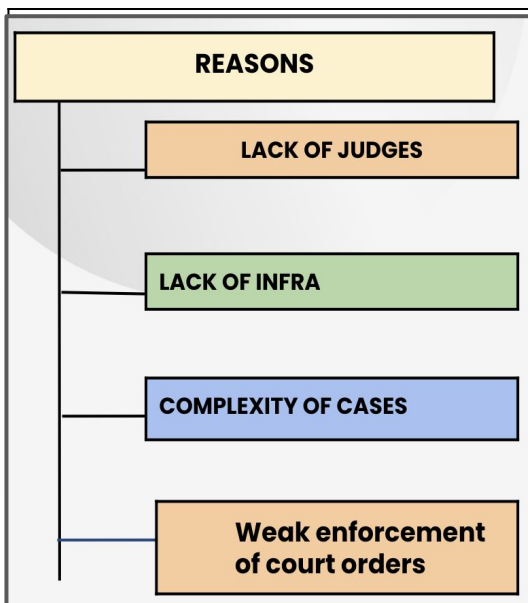 REASONS
LACK OF JUDGES
LACK OF INFRA
COMPLEXITY OF CASES
Weak enforcement
of court orders